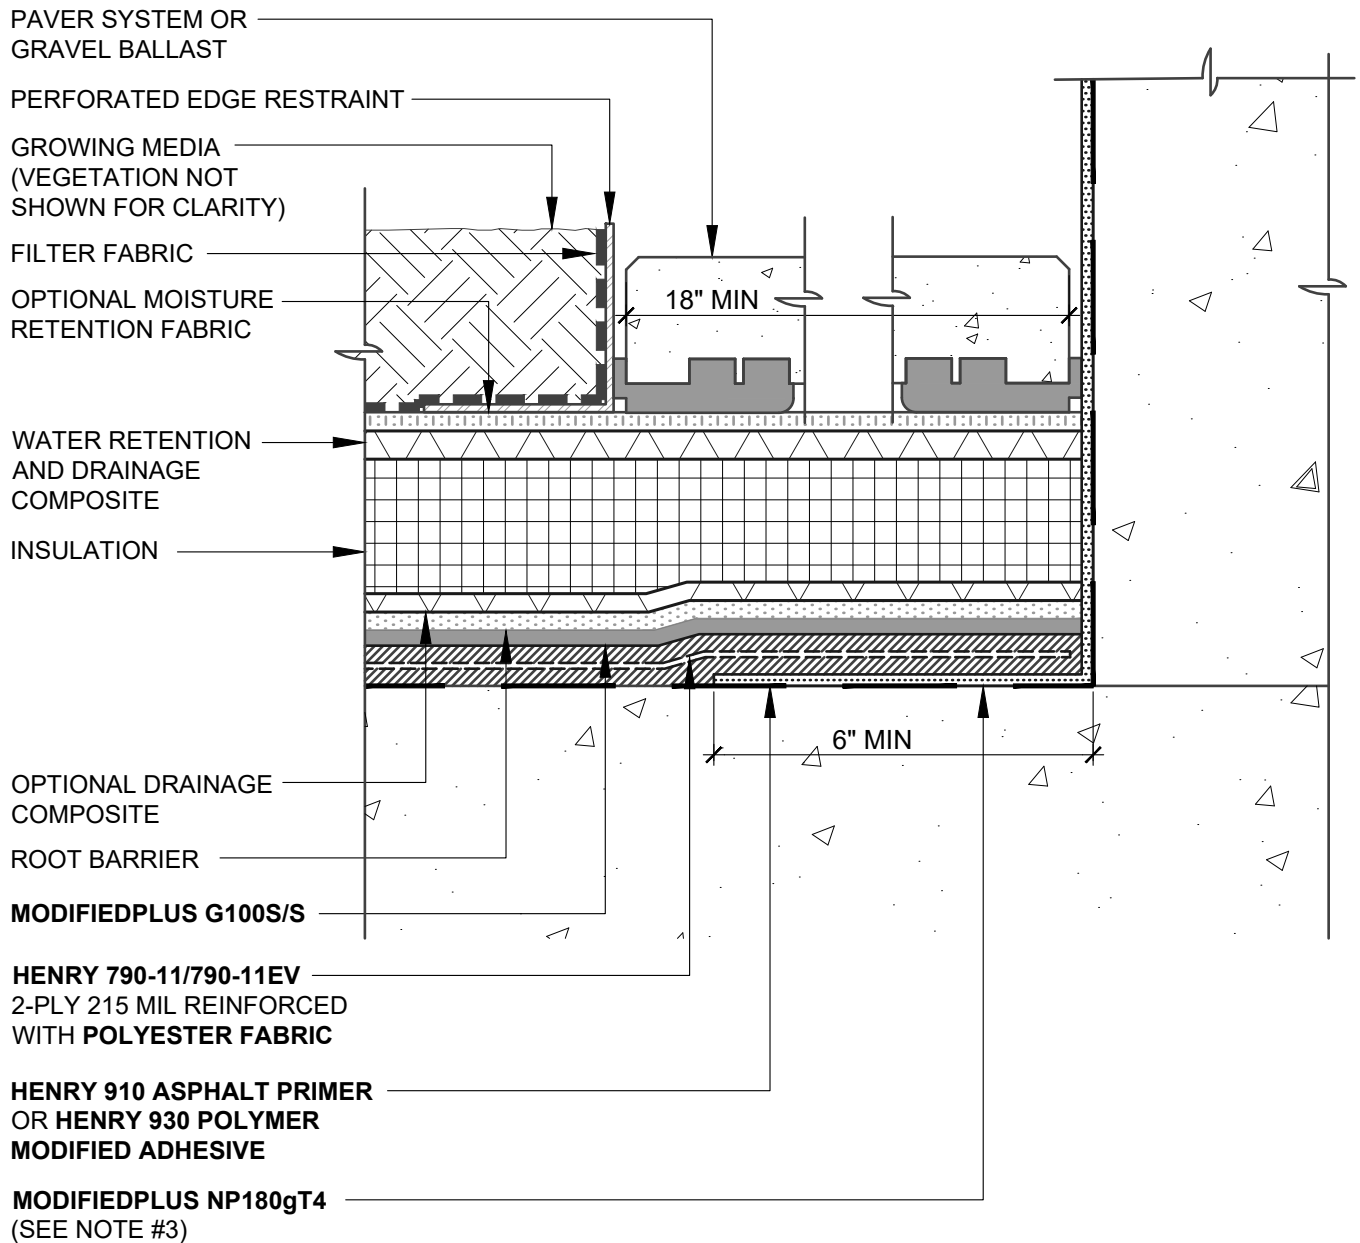 PAVER SYSTEM OR
GRAVEL BALLAST
PERFORATED EDGE RESTRAINT
GROWING MEDIA
(VEGETATION NOT
SHOWN FOR CLARITY)
FILTER FABRIC
OPTIONAL MOISTURE
RETENTION FABRIC
18" MIN
WATER RETENTION
AND DRAINAGE
COMPOSITE
INSULATION
6" MIN
OPTIONAL DRAINAGE
COMPOSITE
ROOT BARRIER
MODIFIEDPLUS G100S/S
HENRY 790-11/790-11EV
2-PLY 215 MIL REINFORCED
WITH POLYESTER FABRIC
HENRY 910 ASPHALT PRIMER
OR HENRY 930 POLYMER
MODIFIED ADHESIVE
MODIFIEDPLUS NP180gT4
(SEE NOTE #3)